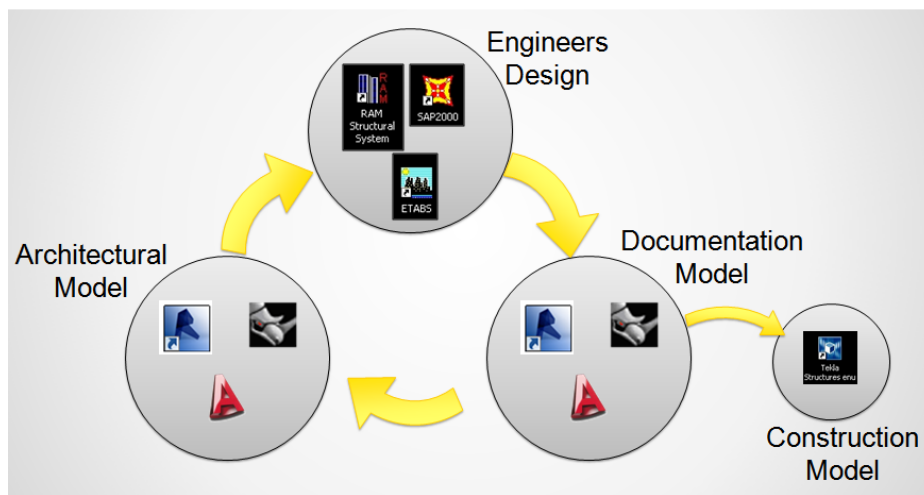 Engineers
Design
RAM
RAM
Structural
System
SAP2000
ETABS
Architectural
Model
Documentation
Model
Tekla
Structures enu
Construction
Model